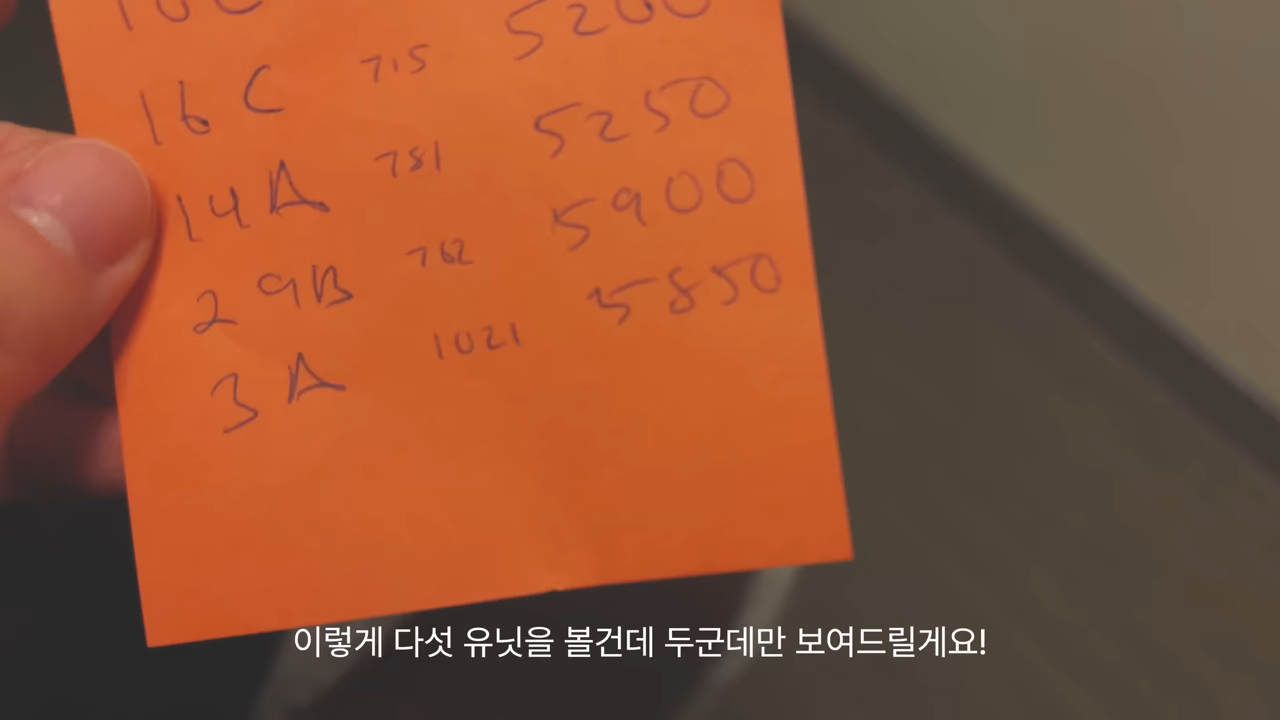 16C 715 5200
14A 781 5250
29B 762 5900
3A 1021 5850
이렇게 다섯 유닛을 볼건데 두군데만 보여드릴게요!